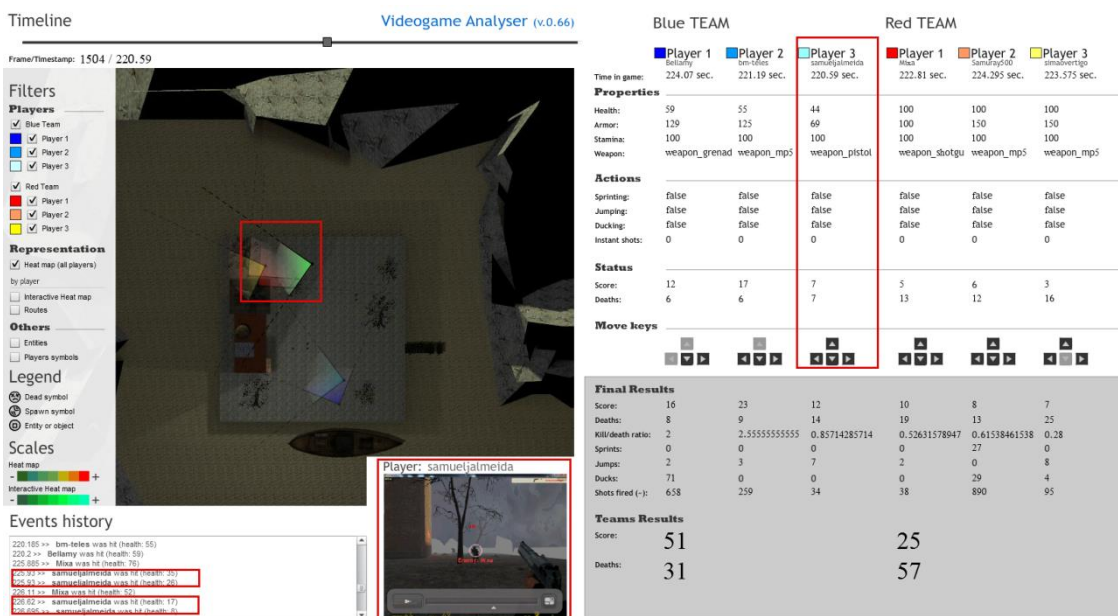 Timeline
Videogame Analyser (v.0.66)
Frame/Timestamp: 1504 / 220.59
Filters
Players
Blue Team
Player 1
Player 2
Player 3
Red Team
Player 1
Player 2
Player 3
Representation
Heat map (all players)
by player
Interactive Heat map
Routes
Others
Entities
Players symbols
Legend
Dead symbol
Spawn symbol
Entity or object
Scales
Heat map
- +
Interactive Heat map
- +
Events history
220.185 >> bm-teles was hit (health: 55)
220.2 >> Bellamy was hit (health: 59)
225.885 >> Mixa was hit (health: 76)
225.93 >> samueljalmeida was hit (health: 35)
225.93 >> samueljalmeida was hit (health: 26)
226.11 >> Mixa was hit (health: 52)
226.62 >> samueljalmeida was hit (health: 17)
226.695 >> samueljalmeida was hit (health: 8)
Player: samueljalmeida
Blue TEAM Red TEAM
Player 1 Player 2 Player 3 Player 1 Player 2 Player 3
Bellamy bm-teles samueljalmeida Mixa Samuray500 simaovertigo
Time in game: 224.07 sec. 221.19 sec. 220.59 sec. 222.81 sec. 224.295 sec. 223.575 sec.
Properties
Health: 59 55 44 100 100 100
Armor: 129 125 69 100 150 150
Stamina: 100 100 100 100 100 100
Weapon: weapon_grenad weapon_mp5 weapon_pistol weapon_shotgu weapon_mp5 weapon_mp5
Actions
Sprinting: false false false false false false
Jumping: false false false false false false
Ducking: false false false false false false
Instant shots: 0 0 0 0 0 0
Status
Score: 12 17 7 5 6 3
Deaths: 6 6 7 13 12 16
Move keys
Final Results
Score: 16 23 12 10 8 7
Deaths: 8 9 14 19 13 25
Kill/death ratio: 2 2.55555555555 0.85714285714 0.52631578947 0.61538461538 0.28
Sprints: 0 0 0 0 27 0
Jumps: 2 3 7 2 0 8
Ducks: 71 0 0 0 29 4
Shots fired (~): 658 259 34 38 890 95
Teams Results
Score: 51 25
Deaths: 31 57